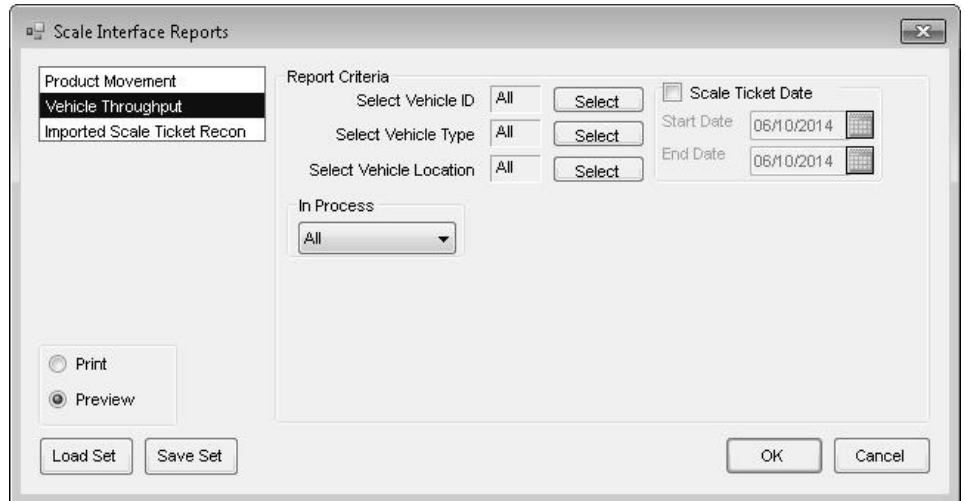 Scale Interface Reports
Product Movement
Vehicle Throughput
Imported Scale Ticket Recon
Report Criteria
Select Vehicle ID All Select
Select Vehicle Type All Select
Select Vehicle Location All Select
Scale Ticket Date
Start Date 06/10/2014
End Date 06/10/2014
In Process
All
Print
Preview
Load Set Save Set OK Cancel